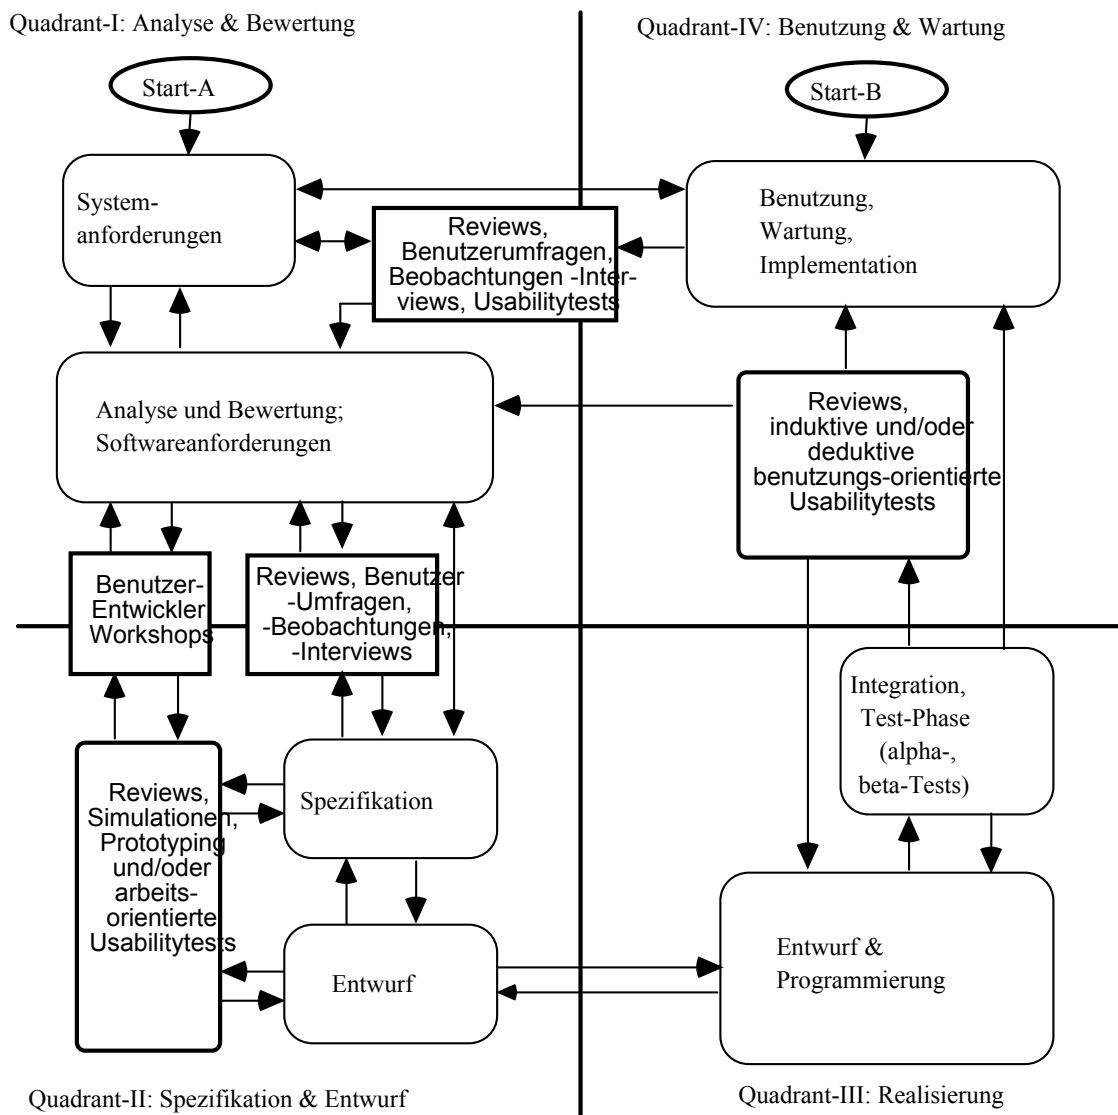 Quadrant-I: Analyse & Bewertung
Quadrant-IV: Benutzung & Wartung
Start-A
Start-B
System-
anforderungen
Reviews,
Benutzerumfragen,
Beobachtungen -Inter-
views, Usabilitytests
Benutzung,
Wartung,
Implementation
Analyse und Bewertung;
Softwareanforderungen
Reviews,
induktive und/oder
deduktive
benutzungs-orientierte
Usabilitytests
Benutzer-
Entwickler
Workshops
Reviews, Benutzer
-Umfragen,
-Beobachtungen,
-Interviews
Integration,
Test-Phase
(alpha-,
beta-Tests)
Reviews,
Simulationen,
Prototyping
und/oder
arbeits-
orientierte
Usabilitytests
Spezifikation
Entwurf
Entwurf &
Programmierung
Quadrant-II: Spezifikation & Entwurf
Quadrant-III: Realisierung